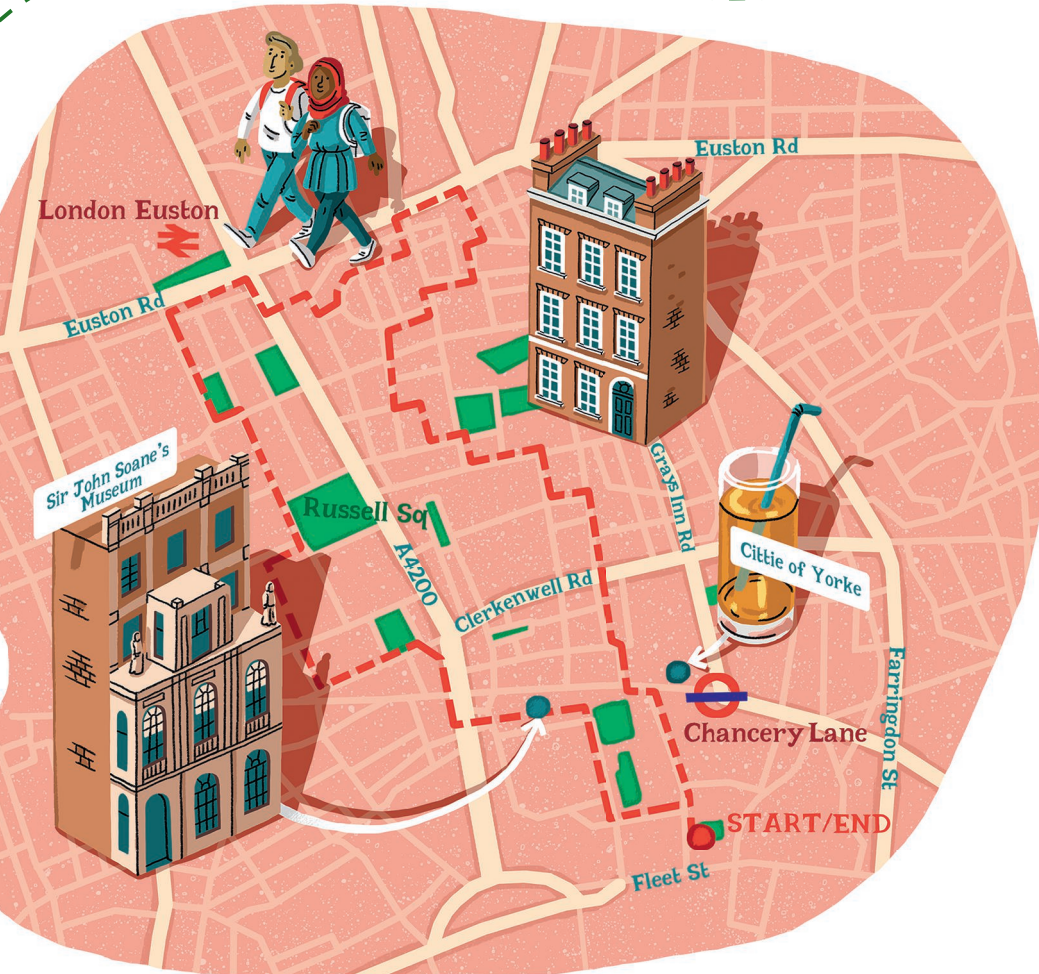 Euston Rd
London Euston
Euston Rd
Sir John Soane's
Museum
Russell Sq
Grays Inn Rd
Cittie of Yorke
A4200
Clerkenwell Rd
Farringdon St
Chancery Lane
START/END
Fleet St